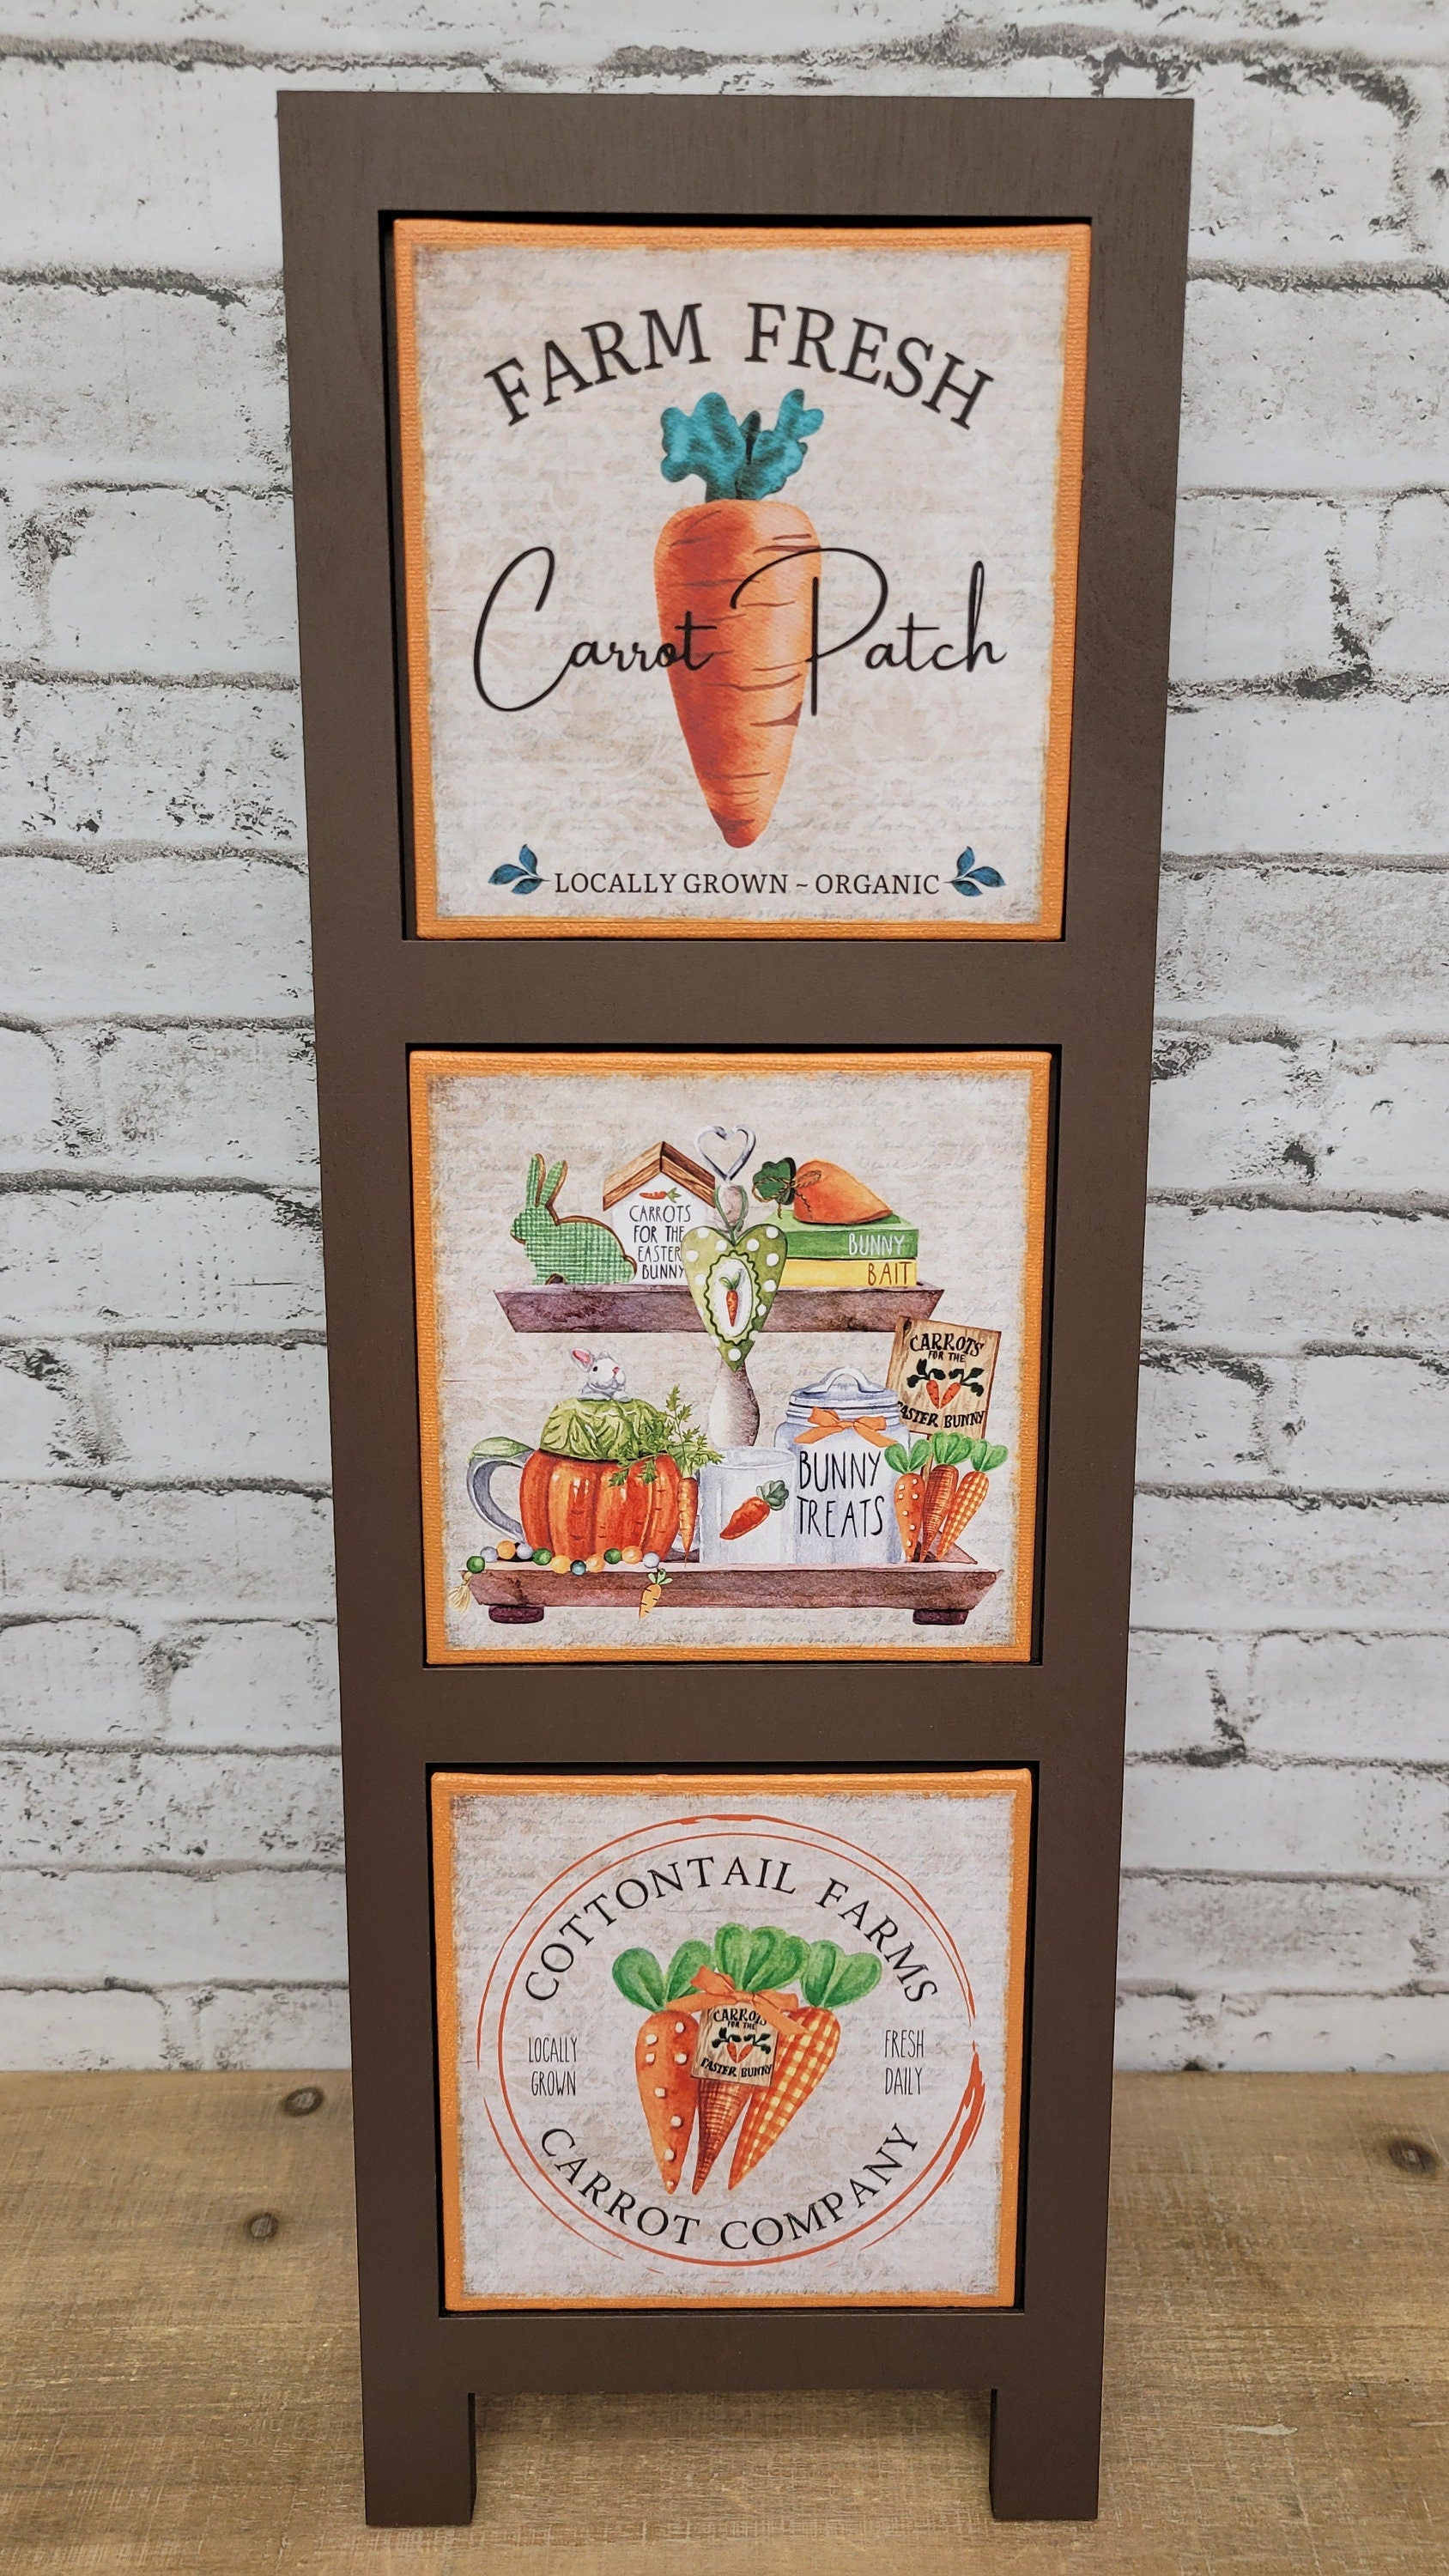 FARM FRESH
Carrot Patch
LOCALLY GROWN ~ ORGANIC
CARROTS
FOR THE
EASTER
BUNNY
BUNNY
BAIT
CARROTS
FOR THE
EASTER BUNNY
BUNNY
TREATS
COTTONTAIL FARMS
LOCALLY
GROWN
CARROTS
FOR THE
EASTER BUNNY
FRESH
DAILY
CARROT COMPANY